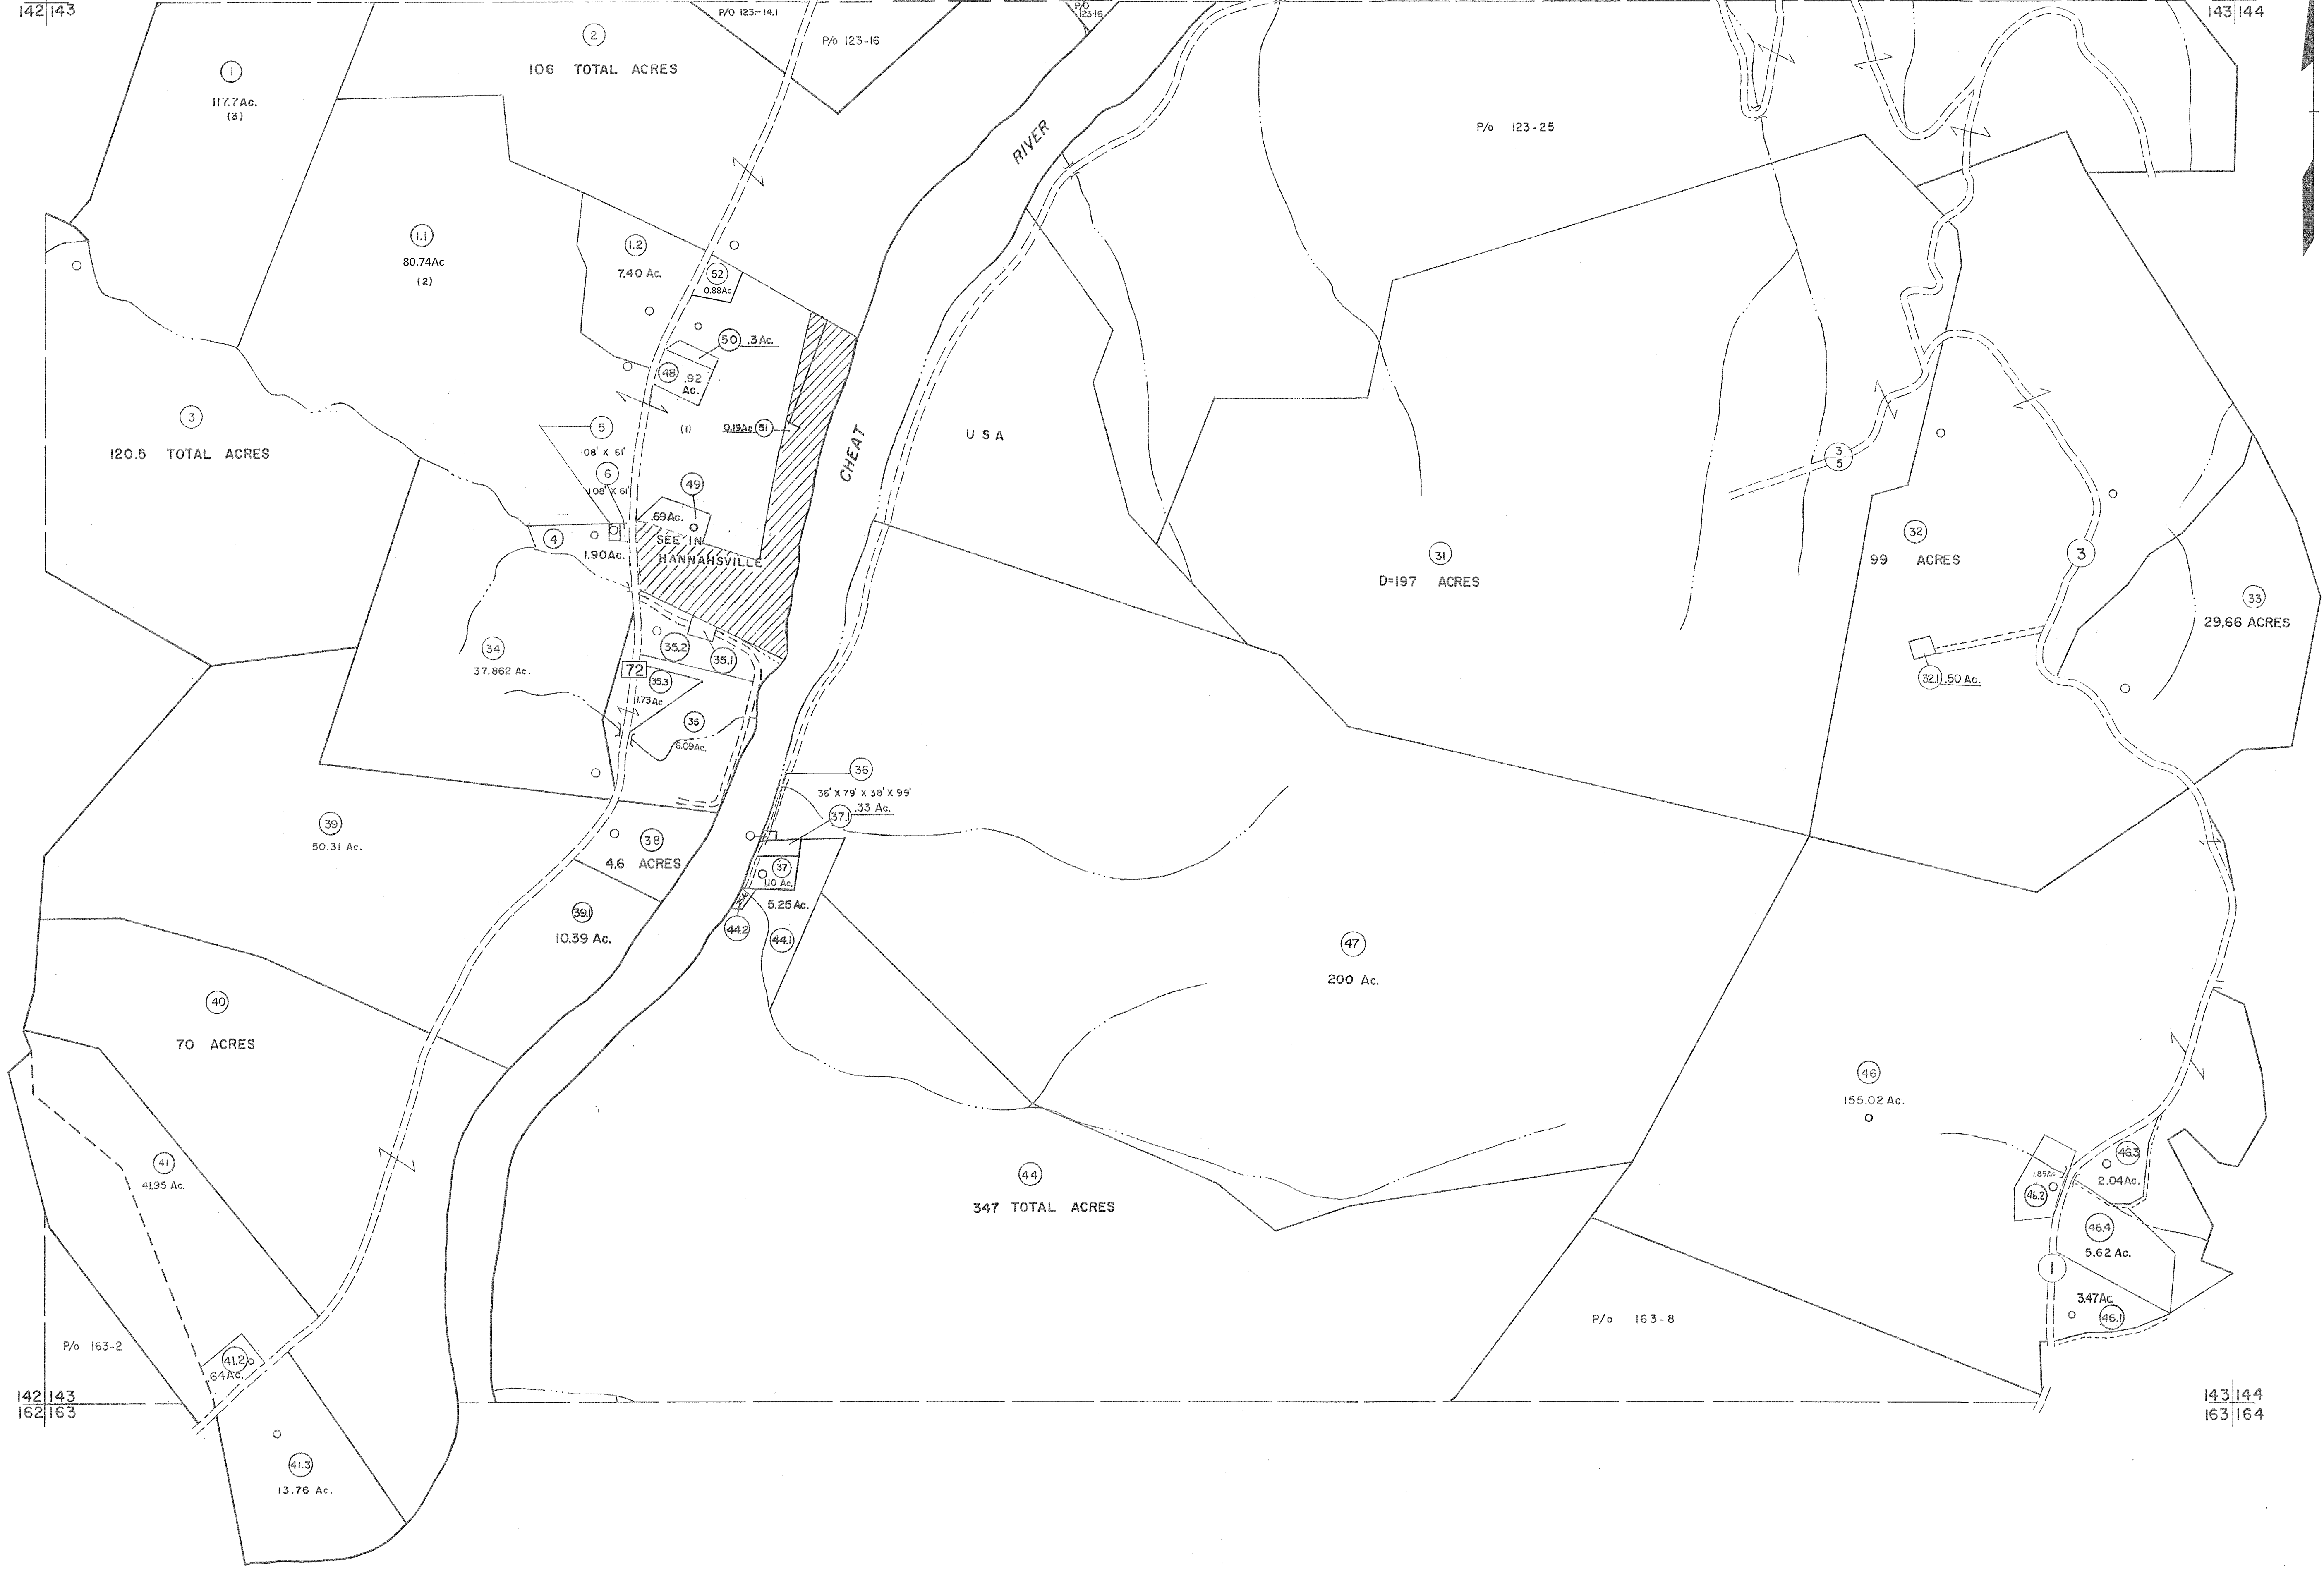 142 143
143 144
P/O 123-14.1
P/O
123-16
P/o 123-16
2
106 TOTAL ACRES
1
117.7Ac.
(3)
P/o 123-25
RIVER
1.1
80.74Ac
(2)
1.2
7.40 Ac.
52
0.88Ac
50 .3 Ac.
48 .92
Ac.
3
120.5 TOTAL ACRES
5
108' X 61'
(1)
0.19Ac 51
CHEAT
U S A
3
5
6
108' X 61'
49
.69Ac.
SEE IN
HANNAHSVILLE
4
1.90Ac.
31
D=197 ACRES
32
99 ACRES
3
33
29.66 ACRES
34
37.862 Ac.
35.2
35.1
72
35.3
1.73Ac
32.1 .50 Ac.
35
6.09Ac.
36
36' X 79' X 38' X 99'
37.1 .33 Ac.
39
50.31 Ac.
38
4.6 ACRES
37
1.10 Ac.
5.25 Ac.
39.1
10.39 Ac.
44.2
44.1
47
200 Ac.
40
70 ACRES
46
155.02 Ac.
41
41.95 Ac.
44
347 TOTAL ACRES
46.3
2.04Ac.
1.85Ac
46.2
46.4
5.62 Ac.
1
3.47Ac.
46.1
P/o 163-8
P/o 163-2
41.2
.64Ac.
142 143
162 163
143 144
163 164
41.3
13.76 Ac.